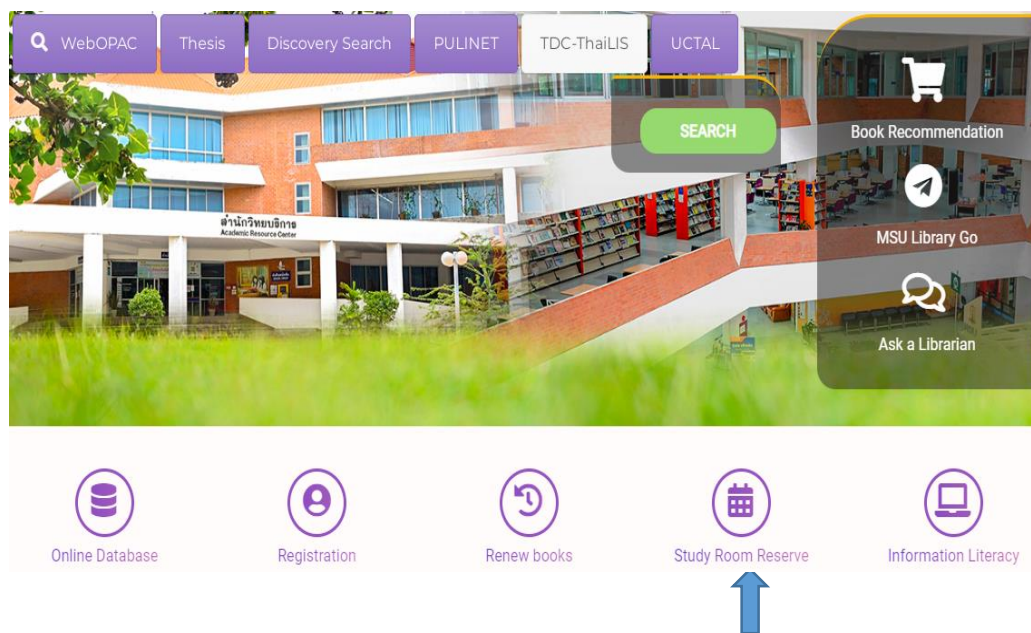 WebOPAC
Thesis
Discovery Search
PULINET
TDC-ThaiLIS
UCTAL
SEARCH
Book Recommendation
MSU Library Go
Ask a Librarian
สำนักวิทยบริการ
Academic Resource Center
Online Database
Registration
Renew books
Study Room Reserve
Information Literacy